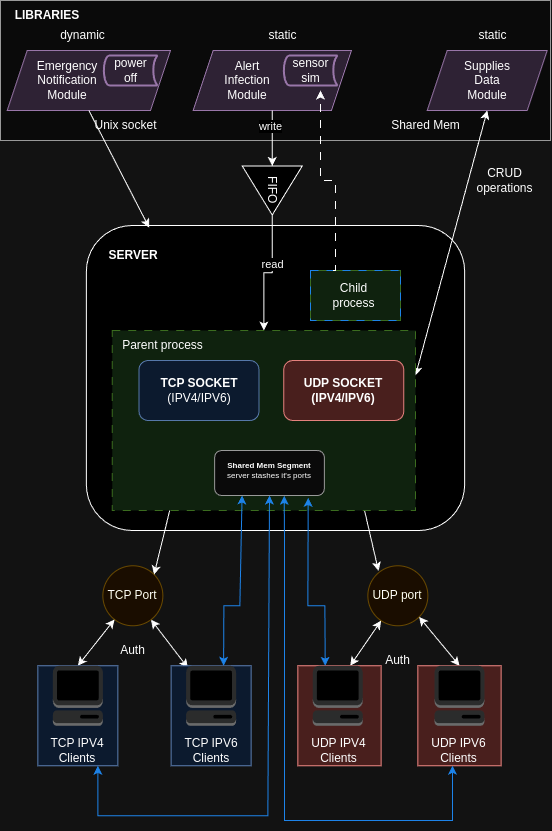 LIBRARIES
dynamic
static
static
Emergency
Notification
Module
power
off
Alert
Infection
Module
sensor
sim
Supplies
Data
Module
Unix socket
write
Shared Mem
CRUD
operations
FIFO
SERVER
read
Child
process
Parent process
TCP SOCKET
(IPV4/IPV6)
UDP SOCKET
(IPV4/IPV6)
Shared Mem Segment
server stashes it's ports
TCP Port
UDP port
Auth
Auth
TCP IPV4
Clients
TCP IPV6
Clients
UDP IPV4
Clients
UDP IPV6
Clients